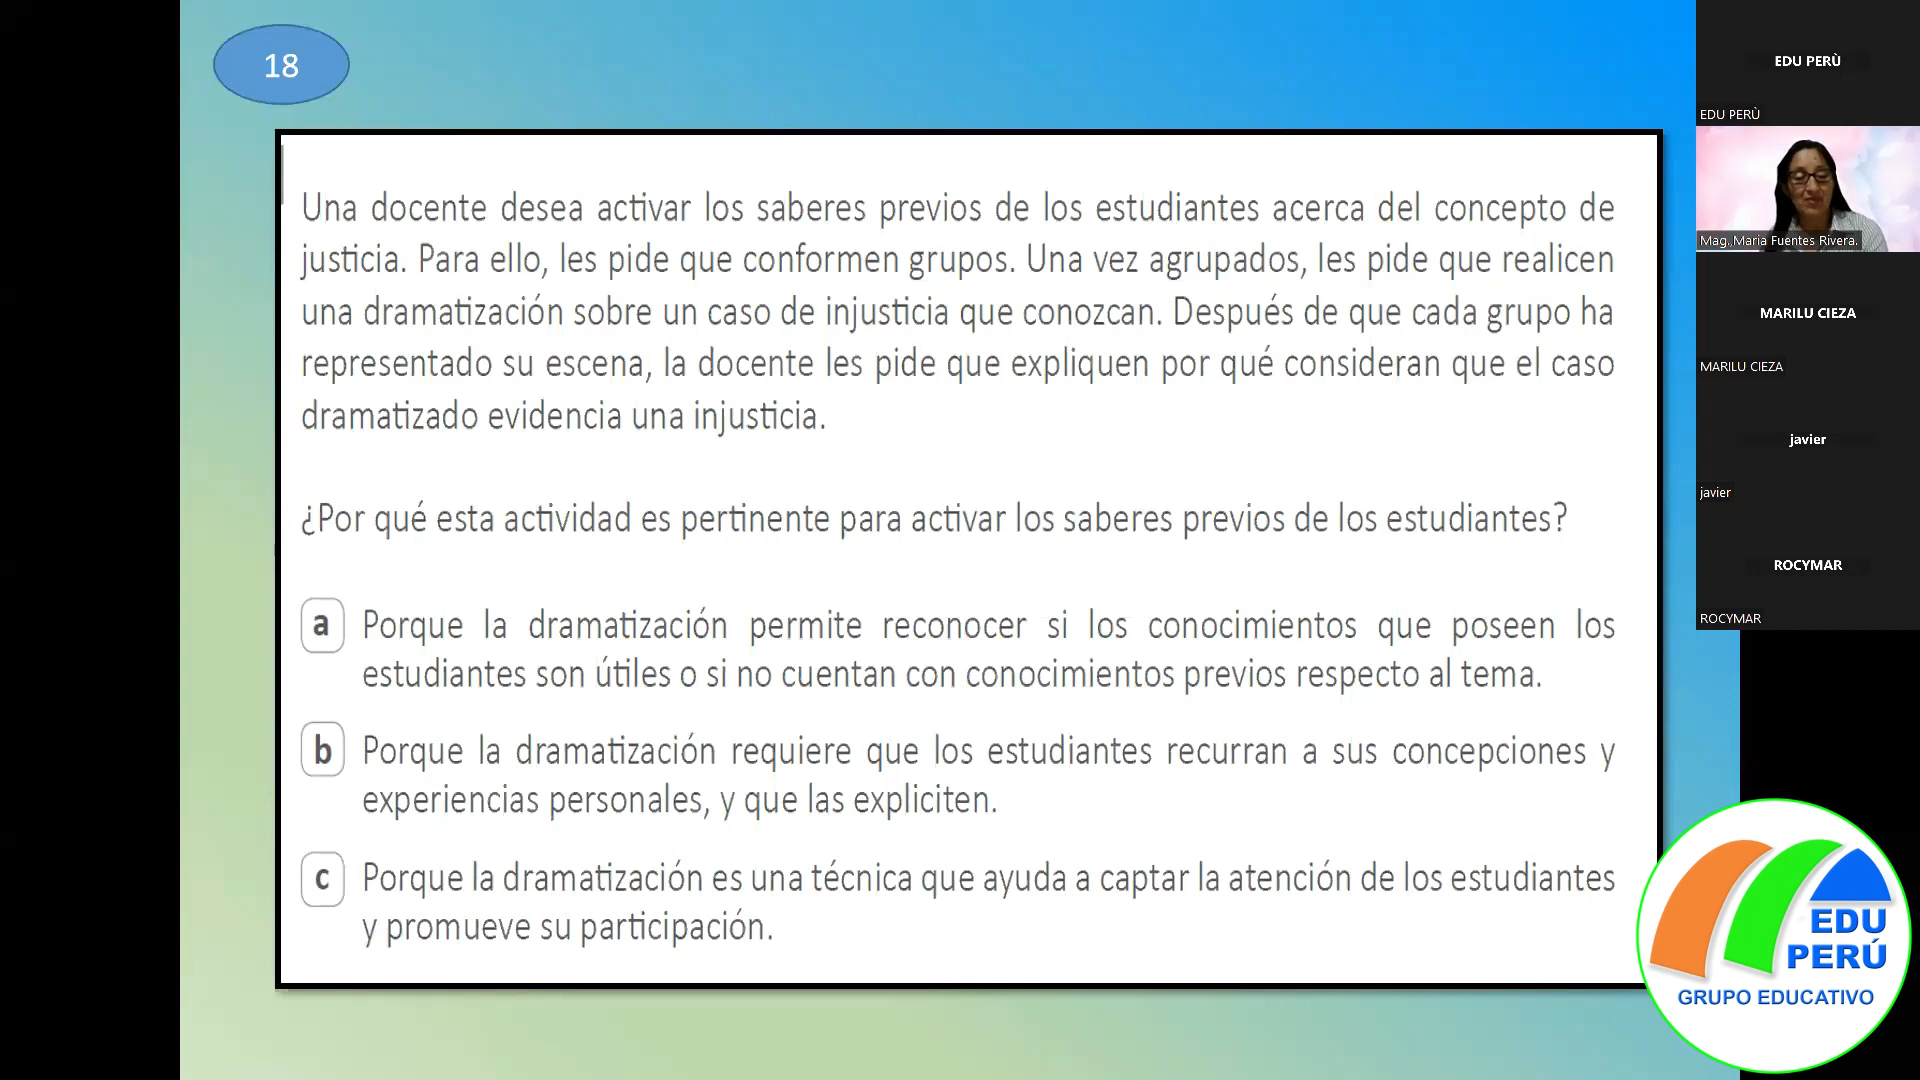 18
Una docente desea activar los saberes previos de los estudiantes acerca del concepto de
justicia. Para ello, les pide que conformen grupos. Una vez agrupados, les pide que realicen
una dramatización sobre un caso de injusticia que conozcan. Después de que cada grupo ha
representado su escena, la docente les pide que expliquen por qué consideran que el caso
dramatizado evidencia una injusticia.
¿Por qué esta actividad es pertinente para activar los saberes previos de los estudiantes?
a Porque la dramatización permite reconocer si los conocimientos que poseen los
estudiantes son útiles o si no cuentan con conocimientos previos respecto al tema.
b Porque la dramatización requiere que los estudiantes recurran a sus concepciones y
experiencias personales, y que las expliciten.
c Porque la dramatización es una técnica que ayuda a captar la atención de los estudiantes
y promueve su participación.
EDU PERÙ
EDU PERÙ
Mag. Maria Fuentes Rivera.
MARILU CIEZA
MARILU CIEZA
javier
javier
ROCYMAR
ROCYMAR
EDU
PERÚ
GRUPO EDUCATIVO